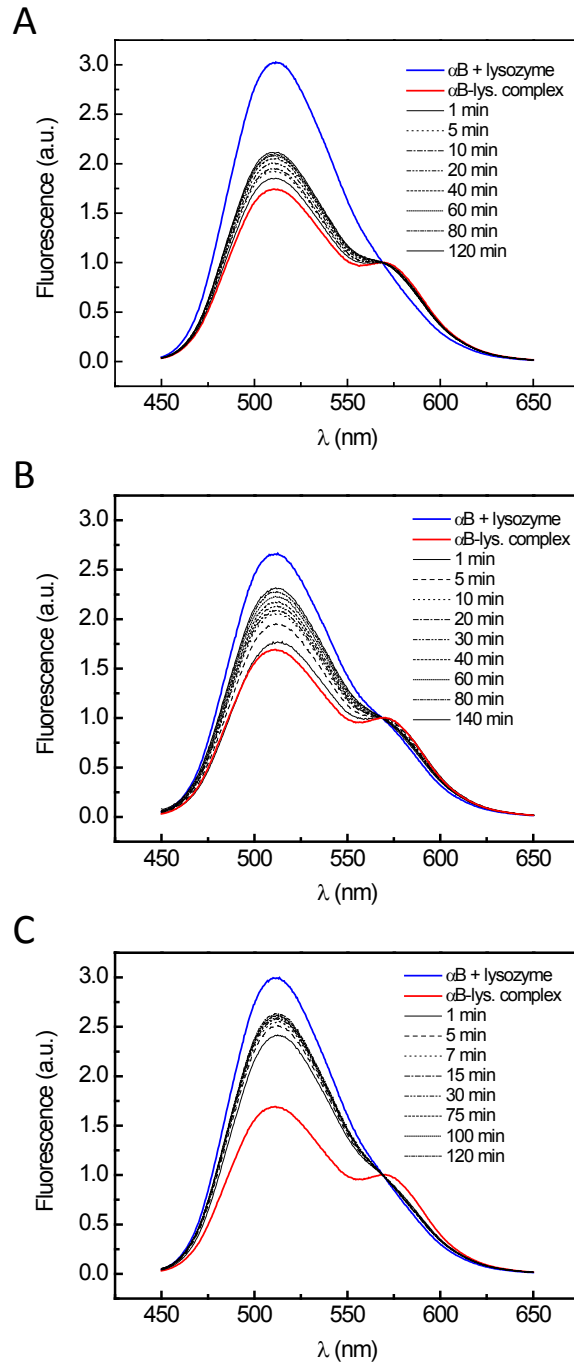 A
Fluorescence (a.u.)
3.0
2.5
2.0
1.5
1.0
0.5
0.0
αB + lysozyme
αB-lys. complex
1 min
5 min
10 min
20 min
40 min
60 min
80 min
120 min
450 500 550 600 650
λ (nm)
B
Fluorescence (a.u.)
3.0
2.5
2.0
1.5
1.0
0.5
0.0
αB + lysozyme
αB-lys. complex
1 min
5 min
10 min
20 min
30 min
40 min
60 min
80 min
140 min
450 500 550 600 650
λ (nm)
C
Fluorescence (a.u.)
3.0
2.5
2.0
1.5
1.0
0.5
0.0
αB + lysozyme
αB-lys. complex
1 min
5 min
7 min
15 min
30 min
75 min
100 min
120 min
450 500 550 600 650
λ (nm)